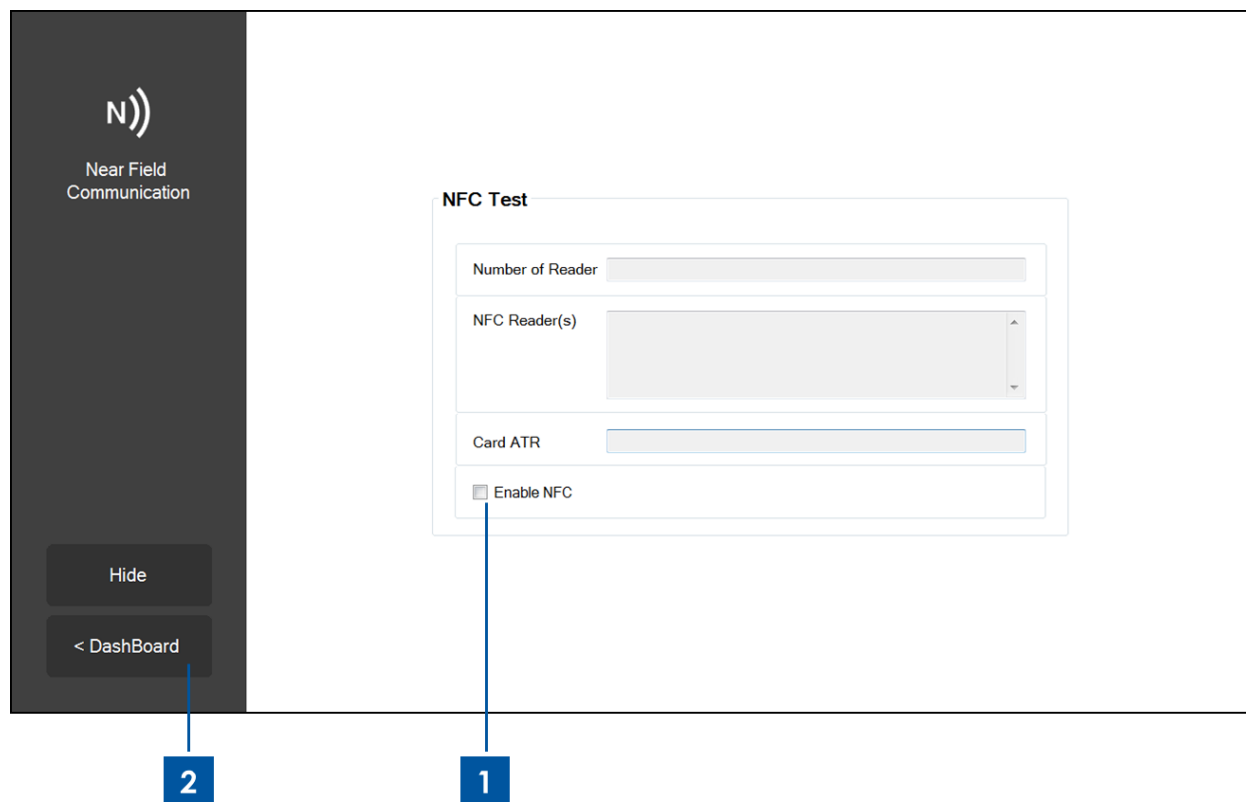 N
Near Field
Communication
NFC Test
Number of Reader
NFC Reader(s)
Card ATR
Enable NFC
Hide
< DashBoard
2
1